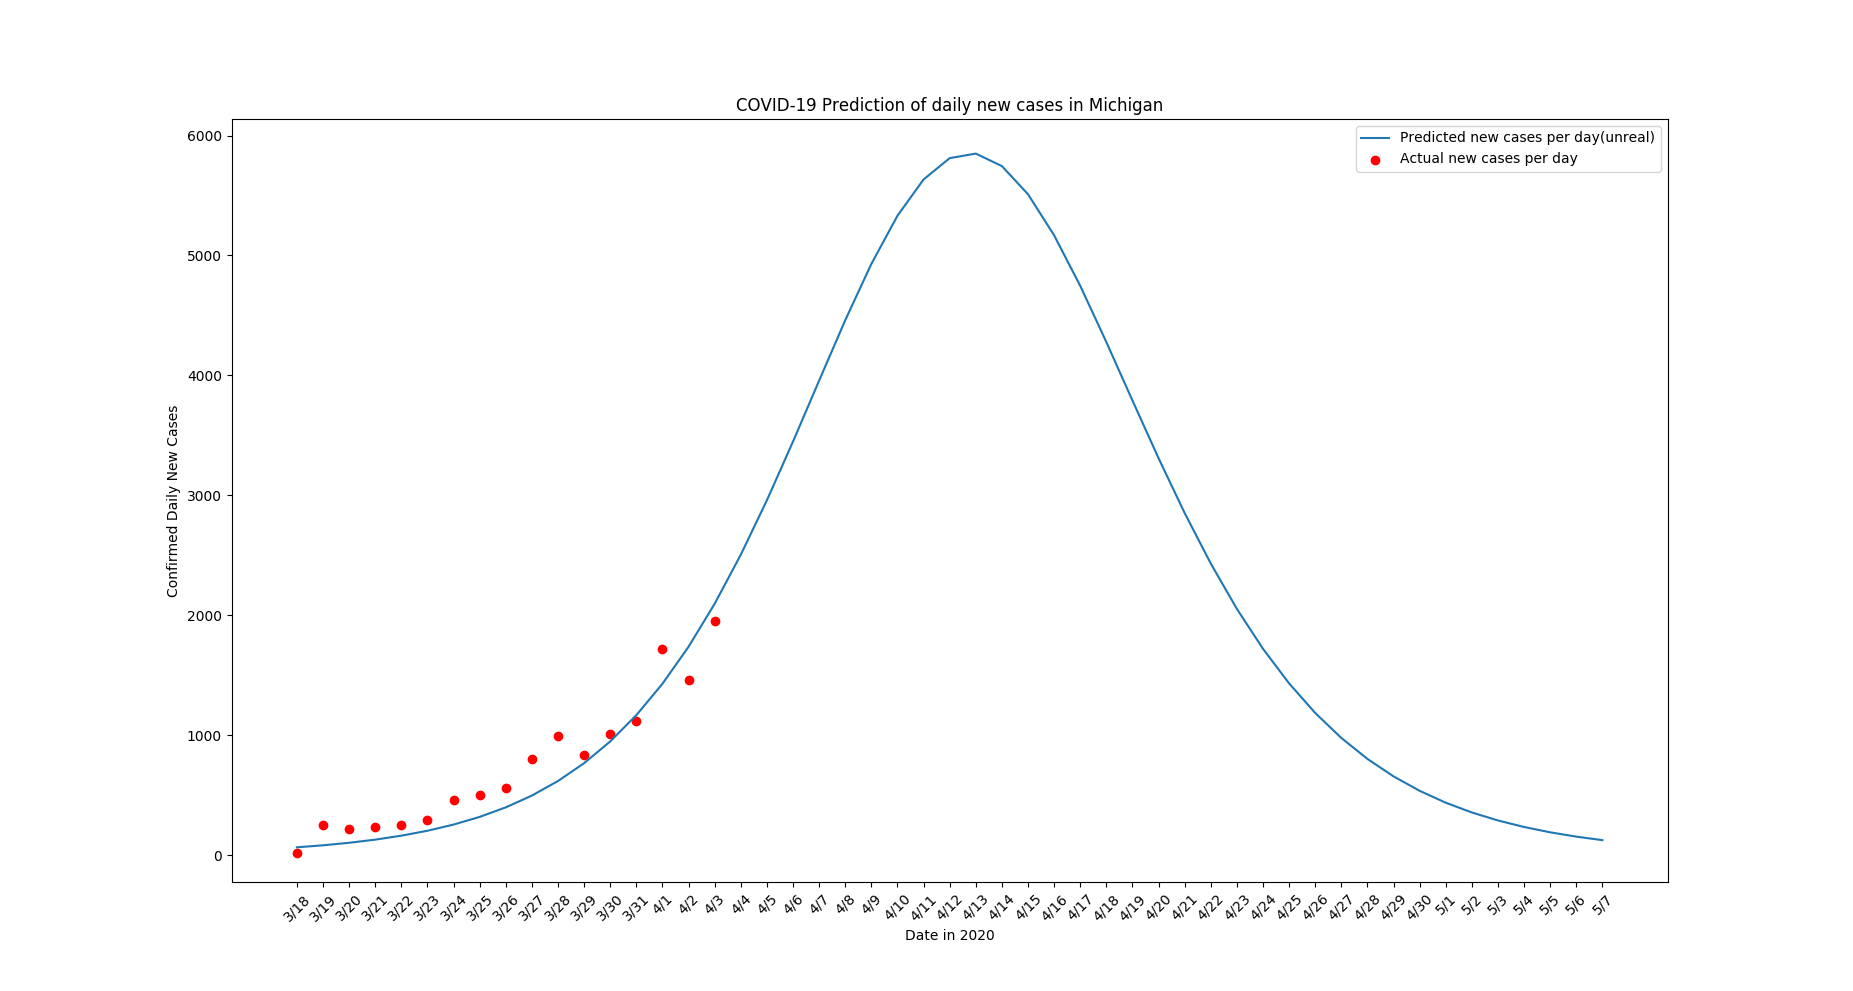 COVID-19 Prediction of daily new cases in Michigan
Predicted new cases per day(unreal)
Actual new cases per day
6000
5000
4000
3000
2000
1000
0
Confirmed Daily New Cases
3/18 3/19 3/20 3/21 3/22 3/23 3/24 3/25 3/26 3/27 3/28 3/29 3/30 3/31 4/1 4/2 4/3 4/4 4/5 4/6 4/7 4/8 4/9 4/10 4/11 4/12 4/13 4/14 4/15 4/16 4/17 4/18 4/19 4/20 4/21 4/22 4/23 4/24 4/25 4/26 4/27 4/28 4/29 4/30 5/1 5/2 5/3 5/4 5/5 5/6 5/7
Date in 2020